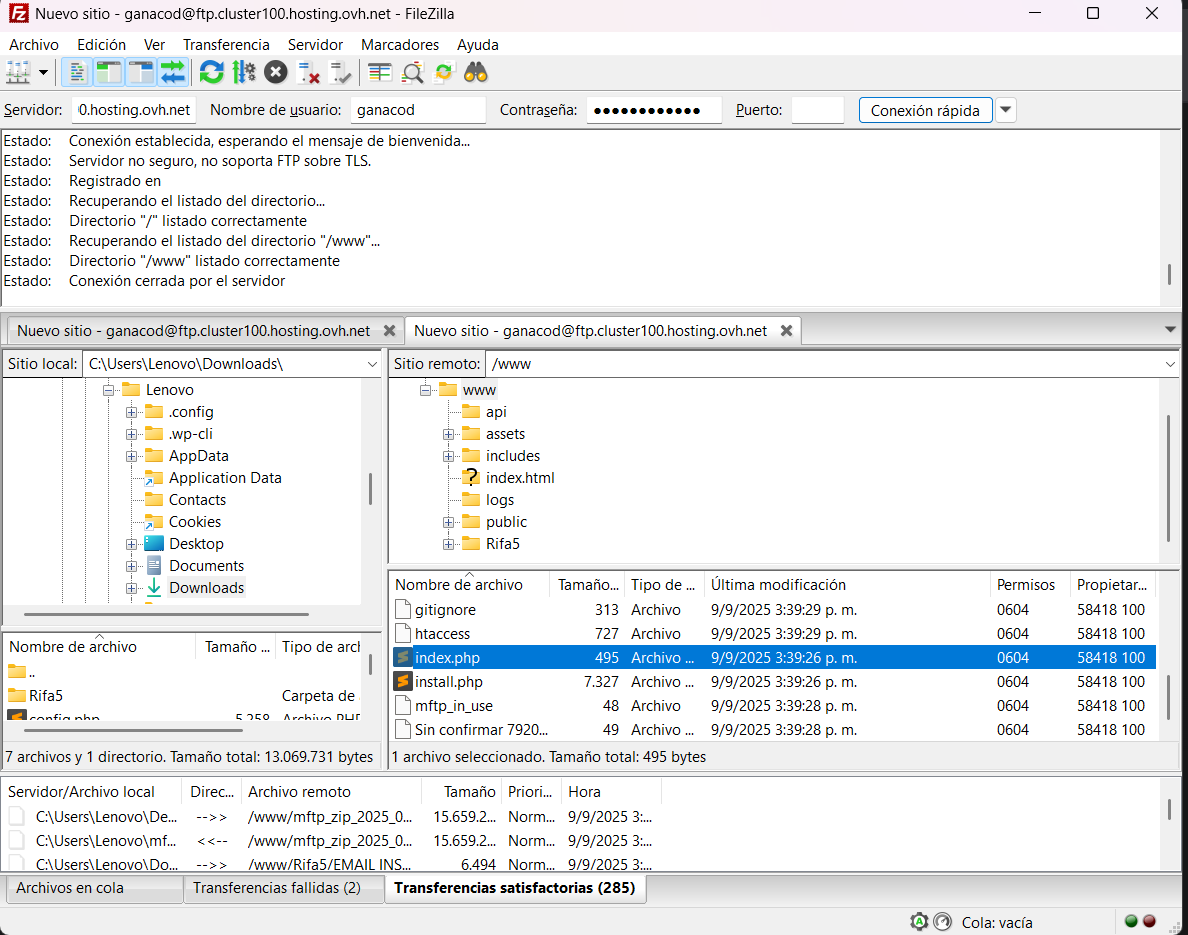 Nuevo sitio - ganacod@ftp.cluster100.hosting.ovh.net - FileZilla
Archivo Edición Ver Transferencia Servidor Marcadores Ayuda
Servidor: 0.hosting.ovh.net Nombre de usuario: ganacod Contraseña: ●●●●●●●●●●●● Puerto: Conexión rápida
Estado: Conexión establecida, esperando el mensaje de bienvenida...
Estado: Servidor no seguro, no soporta FTP sobre TLS.
Estado: Registrado en
Estado: Recuperando el listado del directorio...
Estado: Directorio "/" listado correctamente
Estado: Recuperando el listado del directorio "/www"...
Estado: Directorio "/www" listado correctamente
Estado: Conexión cerrada por el servidor
Nuevo sitio - ganacod@ftp.cluster100.hosting.ovh.net
Nuevo sitio - ganacod@ftp.cluster100.hosting.ovh.net
Sitio local: C:\Users\Lenovo\Downloads\
Lenovo
.config
.wp-cli
AppData
Application Data
Contacts
Cookies
Desktop
Documents
Downloads
Nombre de archivo Tamaño ... Tipo de arch
..
Rifa5 Carpeta de
config.php 5.258 Archivo PHP
7 archivos y 1 directorio. Tamaño total: 13.069.731 bytes
Sitio remoto: /www
www
api
assets
includes
index.html
logs
public
Rifa5
Nombre de archivo Tamaño... Tipo de ... Última modificación Permisos Propietar...
gitignore 313 Archivo 9/9/2025 3:39:29 p. m. 0604 58418 100
htaccess 727 Archivo 9/9/2025 3:39:29 p. m. 0604 58418 100
index.php 495 Archivo ... 9/9/2025 3:39:26 p. m. 0604 58418 100
install.php 7.327 Archivo ... 9/9/2025 3:39:26 p. m. 0604 58418 100
mftp_in_use 48 Archivo 9/9/2025 3:39:28 p. m. 0604 58418 100
Sin confirmar 7920... 49 Archivo 9/9/2025 3:39:28 p. m. 0604 58418 100
1 archivo seleccionado. Tamaño total: 495 bytes
Servidor/Archivo local Direc... Archivo remoto Tamaño Priori... Hora
C:\Users\Lenovo\De... -->> /www/mftp_zip_2025_0... 15.659.2... Norm... 9/9/2025 3:...
C:\Users\Lenovo\mf... <<-- /www/mftp_zip_2025_0... 15.659.2... Norm... 9/9/2025 3:...
C:\Users\Lenovo\Do... -->> /www/Rifa5/EMAIL INS... 6.494 Norm... 9/9/2025 3:...
Archivos en cola Transferencias fallidas (2) Transferencias satisfactorias (285)
Cola: vacía